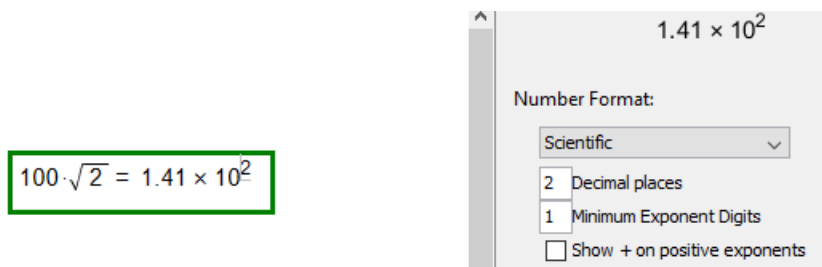 1.41 × 10²
Number Format:
Scientific
100·√2 = 1.41 × 10²
2 Decimal places
1 Minimum Exponent Digits
Show + on positive exponents